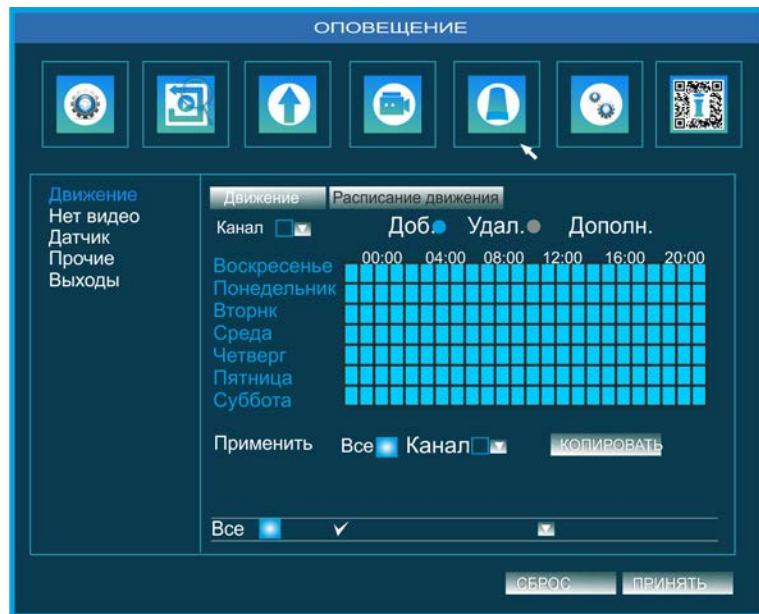 ОПОВЕЩЕНИЕ
Движение
Нет видео
Датчик
Прочие
Выходы
Движение Расписание движения
Канал Доб. Удал. Дополн.
00:00 04:00 08:00 12:00 16:00 20:00
Воскресенье
Понедельник
Вторнк
Среда
Четверг
Пятница
Суббота
Применить Все Канал КОПИРОВАТЬ
Все
СБРОС ПРИНЯТЬ